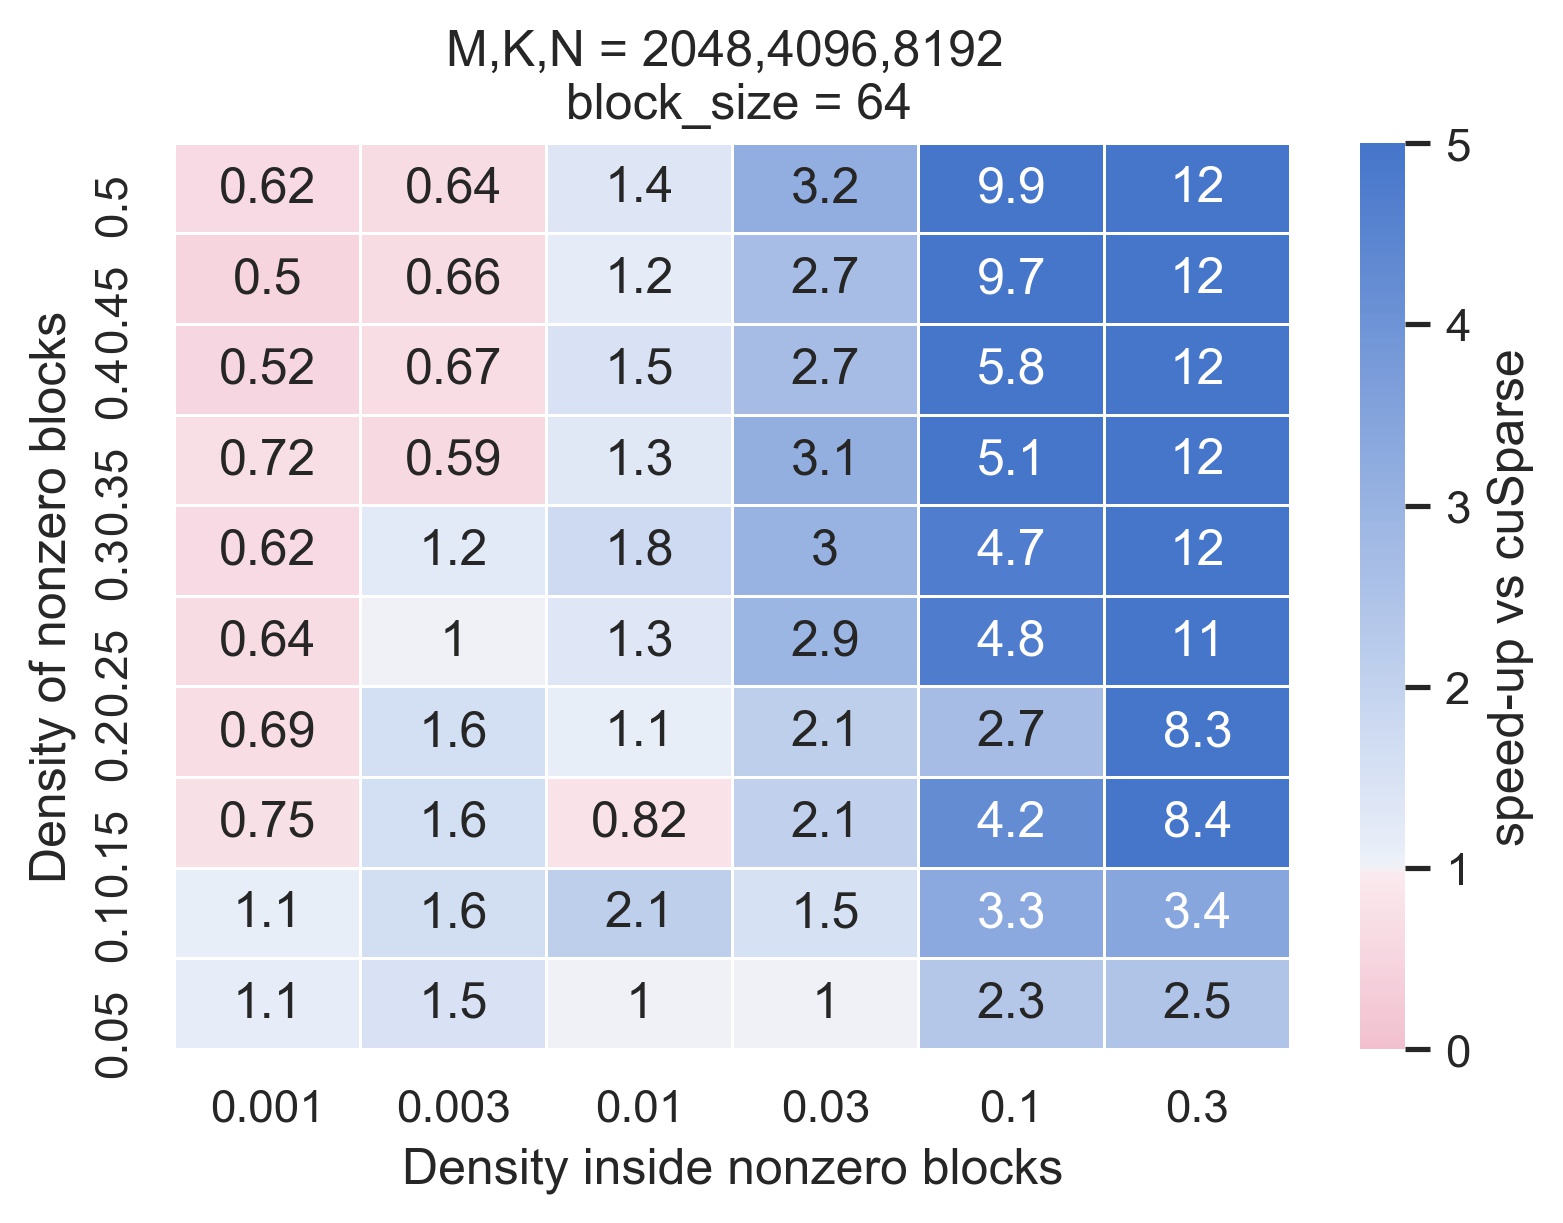 M,K,N = 2048,4096,8192
block_size = 64
Density of nonzero blocks
0.5 0.62 0.64 1.4 3.2 9.9 12
0.45 0.5 0.66 1.2 2.7 9.7 12
0.4 0.52 0.67 1.5 2.7 5.8 12
0.35 0.72 0.59 1.3 3.1 5.1 12
0.3 0.62 1.2 1.8 3 4.7 12
0.25 0.64 1 1.3 2.9 4.8 11
0.2 0.69 1.6 1.1 2.1 2.7 8.3
0.15 0.75 1.6 0.82 2.1 4.2 8.4
0.1 1.1 1.6 2.1 1.5 3.3 3.4
0.05 1.1 1.5 1 1 2.3 2.5
0.001 0.003 0.01 0.03 0.1 0.3
Density inside nonzero blocks
5
4
3
2
1
0
speed-up vs cuSparse